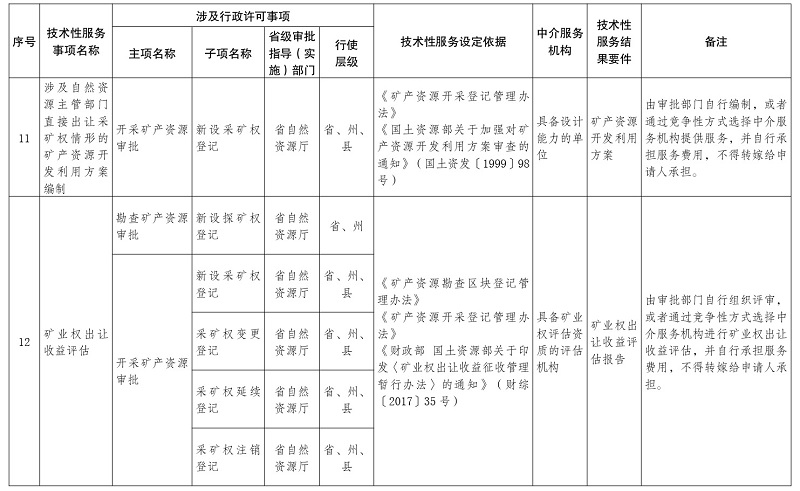 序号
技术性服务
事项名称
涉及行政许可事项
主项名称
子项名称
省级审批
指导（实
施）部门
行使
层级
技术性服务设定依据
中介服务
机构
技术性
服务结
果要件
备注
11
涉及自然资
源主管部门
直接出让采
矿权情形的
矿产资源开
发利用方案
编制
开采矿产资源
审批
新设采矿权
登记
省自然
资源厅
省、州、
县
《矿产资源开采登记管理办
法》
《国土资源部关于加强对矿
产资源开发利用方案审查的
通知》（国土资发〔1999〕98
号）
具备设计
能力的单
位
矿产资源
开发利用
方案
由审批部门自行编制，或者
通过竞争性方式选择中介服
务机构提供服务，并自行承
担服务费用，不得转嫁给申
请人承担。
12
矿业权出让
收益评估
勘查矿产资源
审批
新设探矿权
登记
省自然
资源厅
省、州
开采矿产资源
审批
新设采矿权
登记
省自然
资源厅
省、州、
县
采矿权变更
登记
省自然
资源厅
省、州、
县
采矿权延续
登记
省自然
资源厅
省、州、
县
采矿权注销
登记
省自然
资源厅
省、州、
县
《矿产资源勘查区块登记管
理办法》
《矿产资源开采登记管理办
法》
《财政部 国土资源部关于印
发〈矿业权出让收益征收管理
暂行办法〉的通知》（财综
〔2017〕35 号）
具备矿业
权评估资
质的评估
机构
矿业权出
让收益评
估报告
由审批部门自行组织评审，
或者通过竞争性方式选择中
介服务机构进行矿业权出让
收益评估，并自行承担服务
费用，不得转嫁给申请人承
担。